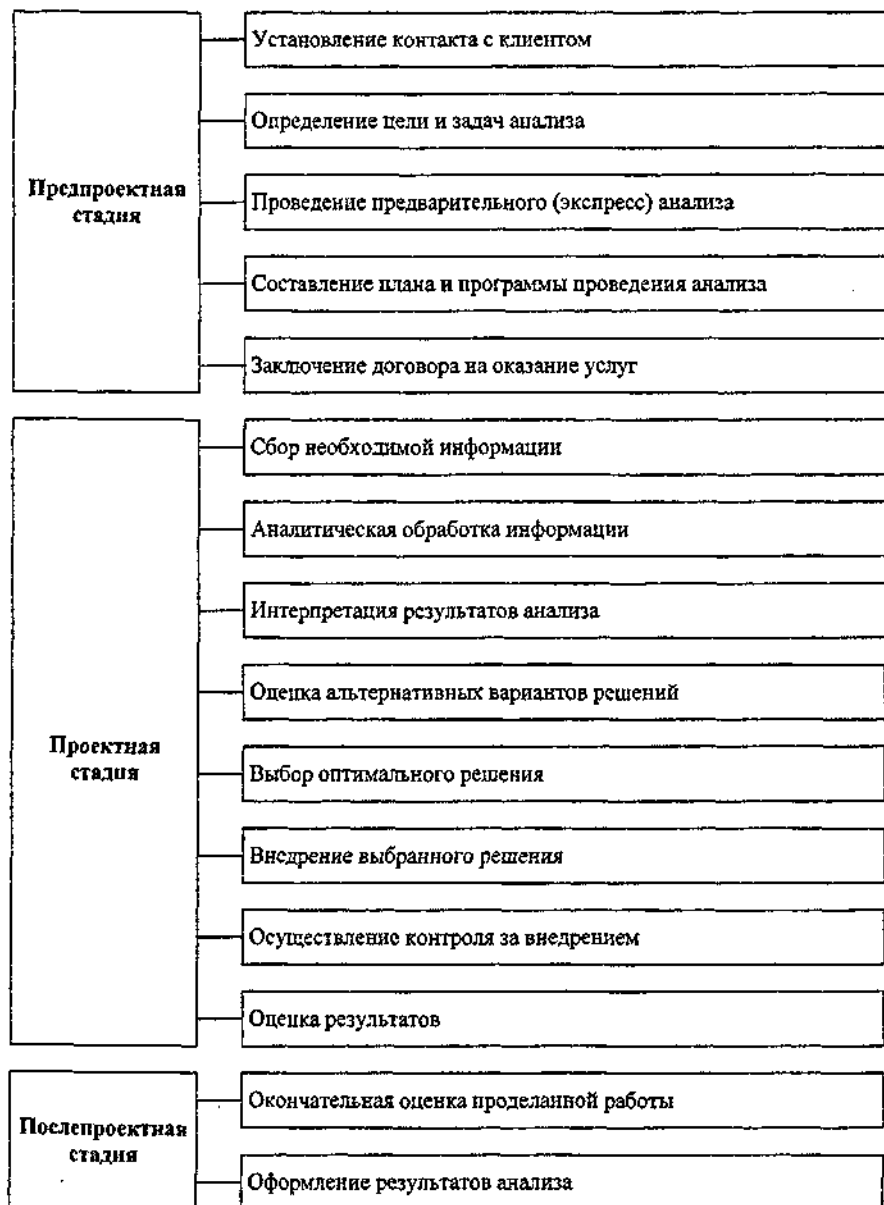 Предпроектная
стадия
Установление контакта с клиентом
Определение цели и задач анализа
Проведение предварительного (экспресс) анализа
Составление плана и программы проведения анализа
Заключение договора на оказание услуг
Проектная
стадия
Сбор необходимой информации
Аналитическая обработка информации
Интерпретация результатов анализа
Оценка альтернативных вариантов решений
Выбор оптимального решения
Внедрение выбранного решения
Осуществление контроля за внедрением
Оценка результатов
Послепроектная
стадия
Окончательная оценка проделанной работы
Оформление результатов анализа